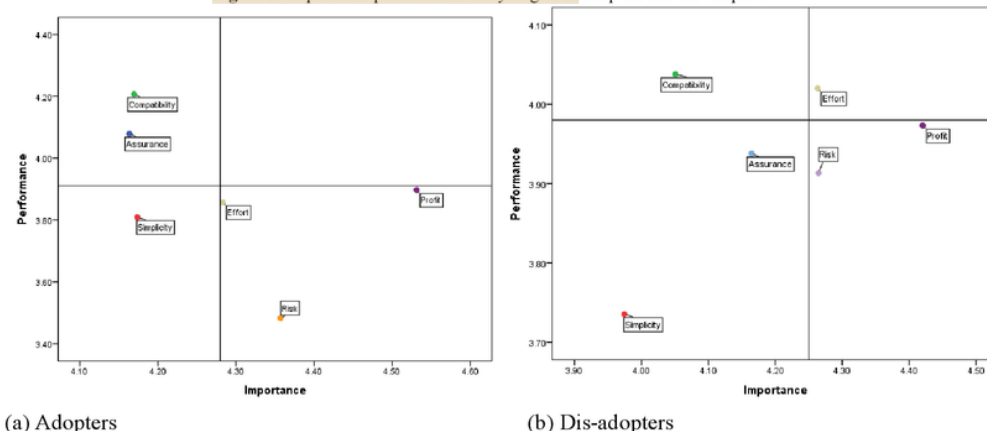 4.40
4.20
4.00
3.80
3.60
3.40
Performance
Compatibility
Assurance
Simplicity
Effort
Profit
Risk
4.10 4.20 4.30 4.40 4.50 4.60
Importance
(a) Adopters
4.10
4.00
3.90
3.80
3.70
Performance
Compatibility
Effort
Profit
Assurance
Risk
Simplicity
3.90 4.00 4.10 4.20 4.30 4.40 4.50
Importance
(b) Dis-adopters